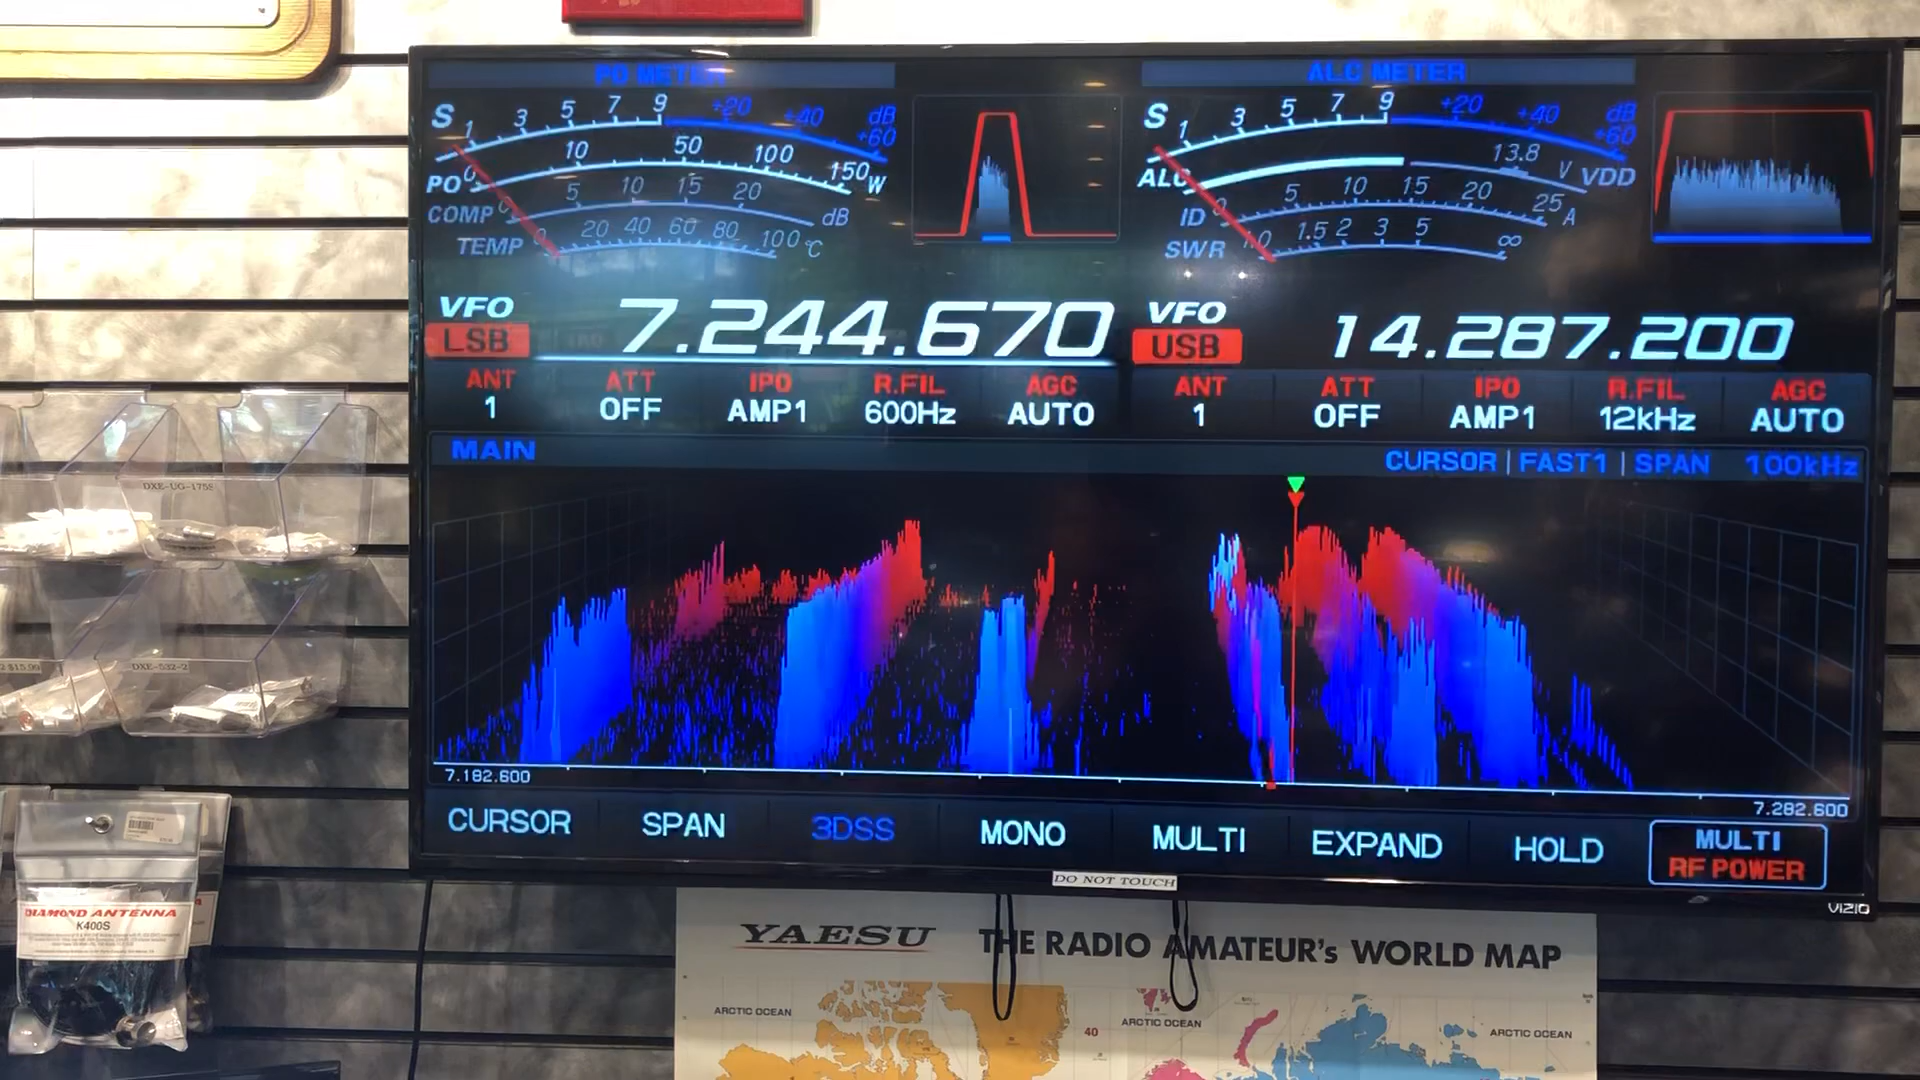 PO METER
S 1 3 5 7 9 +20 +40 +60 dB
PO 0 10 50 100 150 W
COMP 0 5 10 15 20 dB
TEMP 0 20 40 60 80 100 °C
ALC METER
S 1 3 5 7 9 +20 +40 +60 dB
ALC 13.8 V VDD
ID 0 5 10 15 20 25 A
SWR 1.0 1.5 2 3 5 ∞
VFO
LSB
7.244.670
VFO
USB
14.287.200
ANT ATT IPO R.FIL AGC
1 OFF AMP1 600Hz AUTO
ANT ATT IPO R.FIL AGC
1 OFF AMP1 12kHz AUTO
MAIN
CURSOR | FAST1 | SPAN 100kHz
7.182.600
7.282.600
CURSOR SPAN 3DSS MONO MULTI EXPAND HOLD
MULTI
RF POWER
DO NOT TOUCH
VIZIO
DXE-532-2
DIAMOND ANTENNA
K400S
YAESU
THE RADIO AMATEUR's WORLD MAP
ARCTIC OCEAN
40
ARCTIC OCEAN
ARCTIC OCEAN